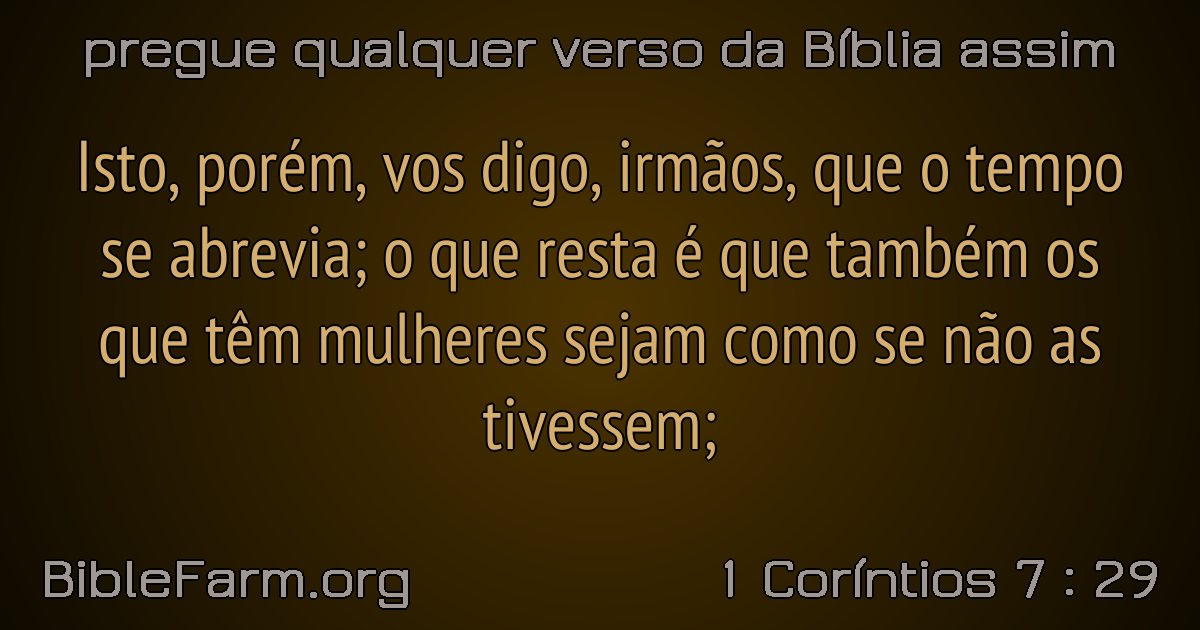 pregue qualquer verso da Bíblia assim
Isto, porém, vos digo, irmãos, que o tempo
se abrevia; o que resta é que também os
que têm mulheres sejam como se não as
tivessem;
BibleFarm.org
1 Coríntios 7 : 29